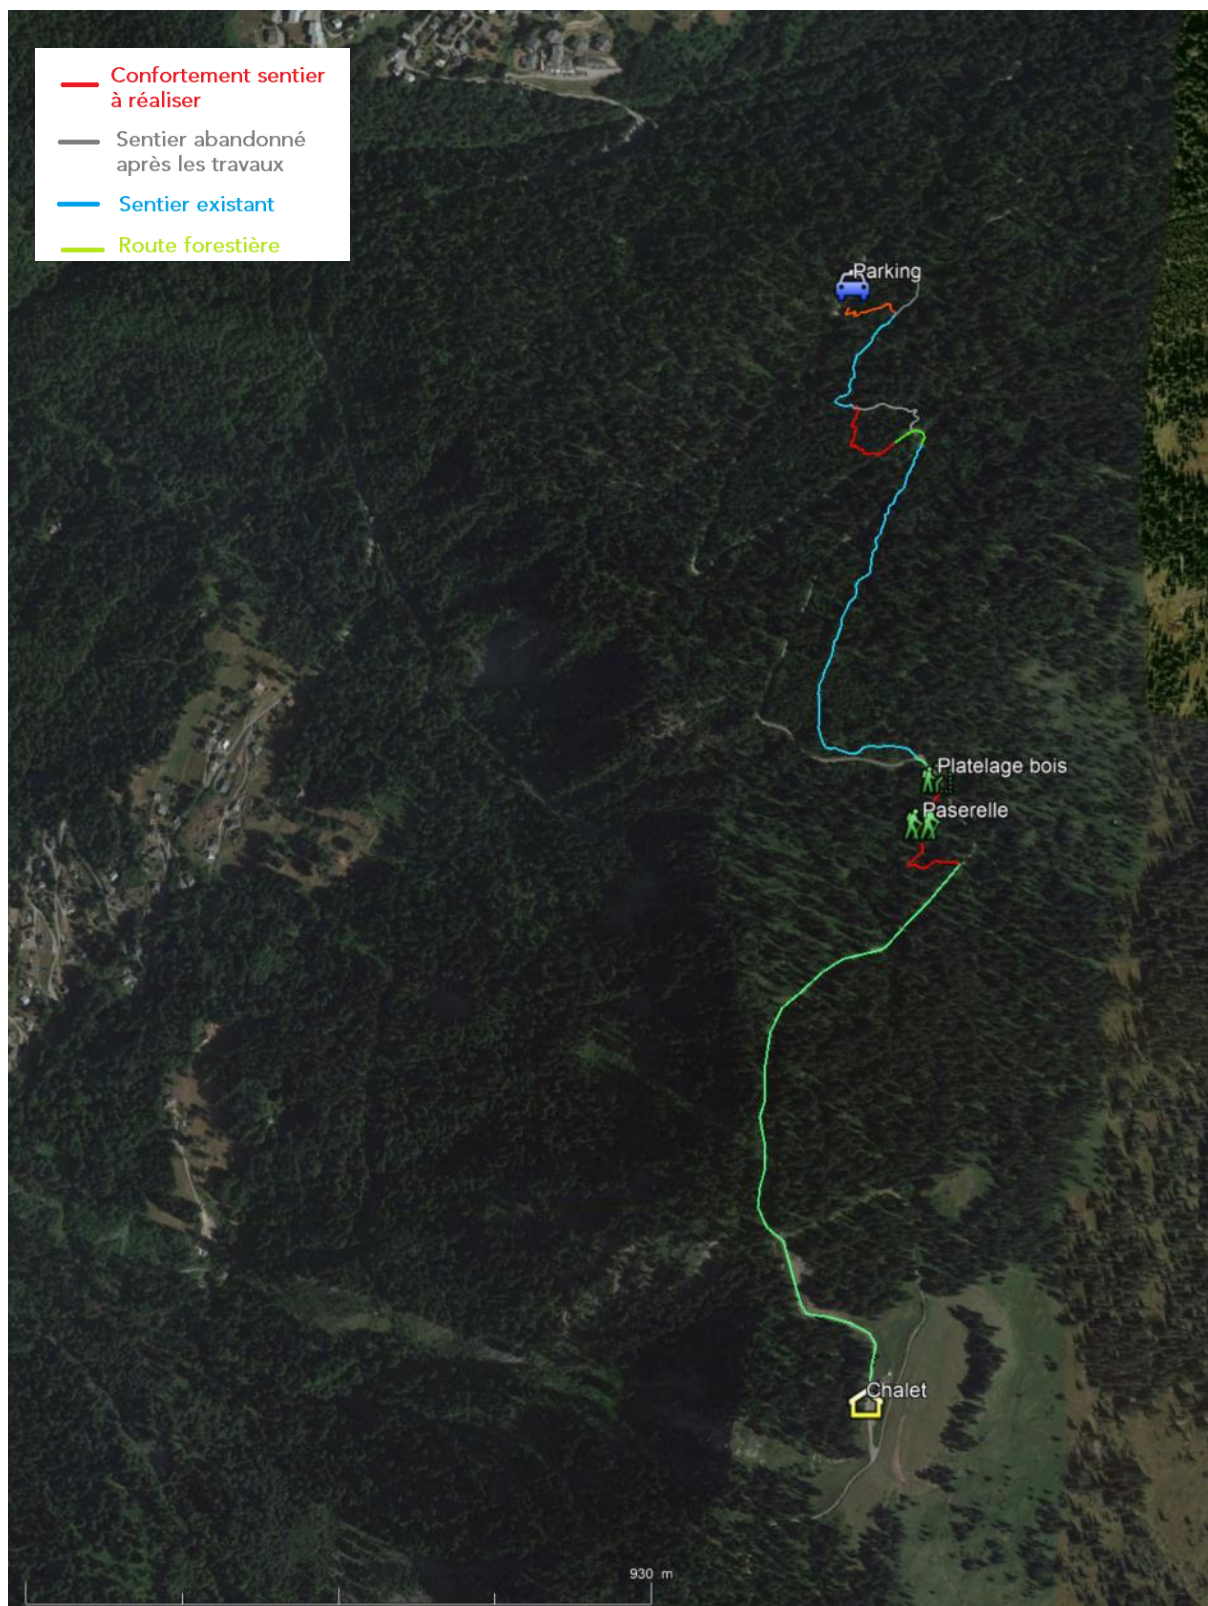 Confortement sentier
à réaliser
Sentier abandonné
après les travaux
Sentier existant
Route forestière
Parking
Platelage bois
Paserelle
Chalet
930 m